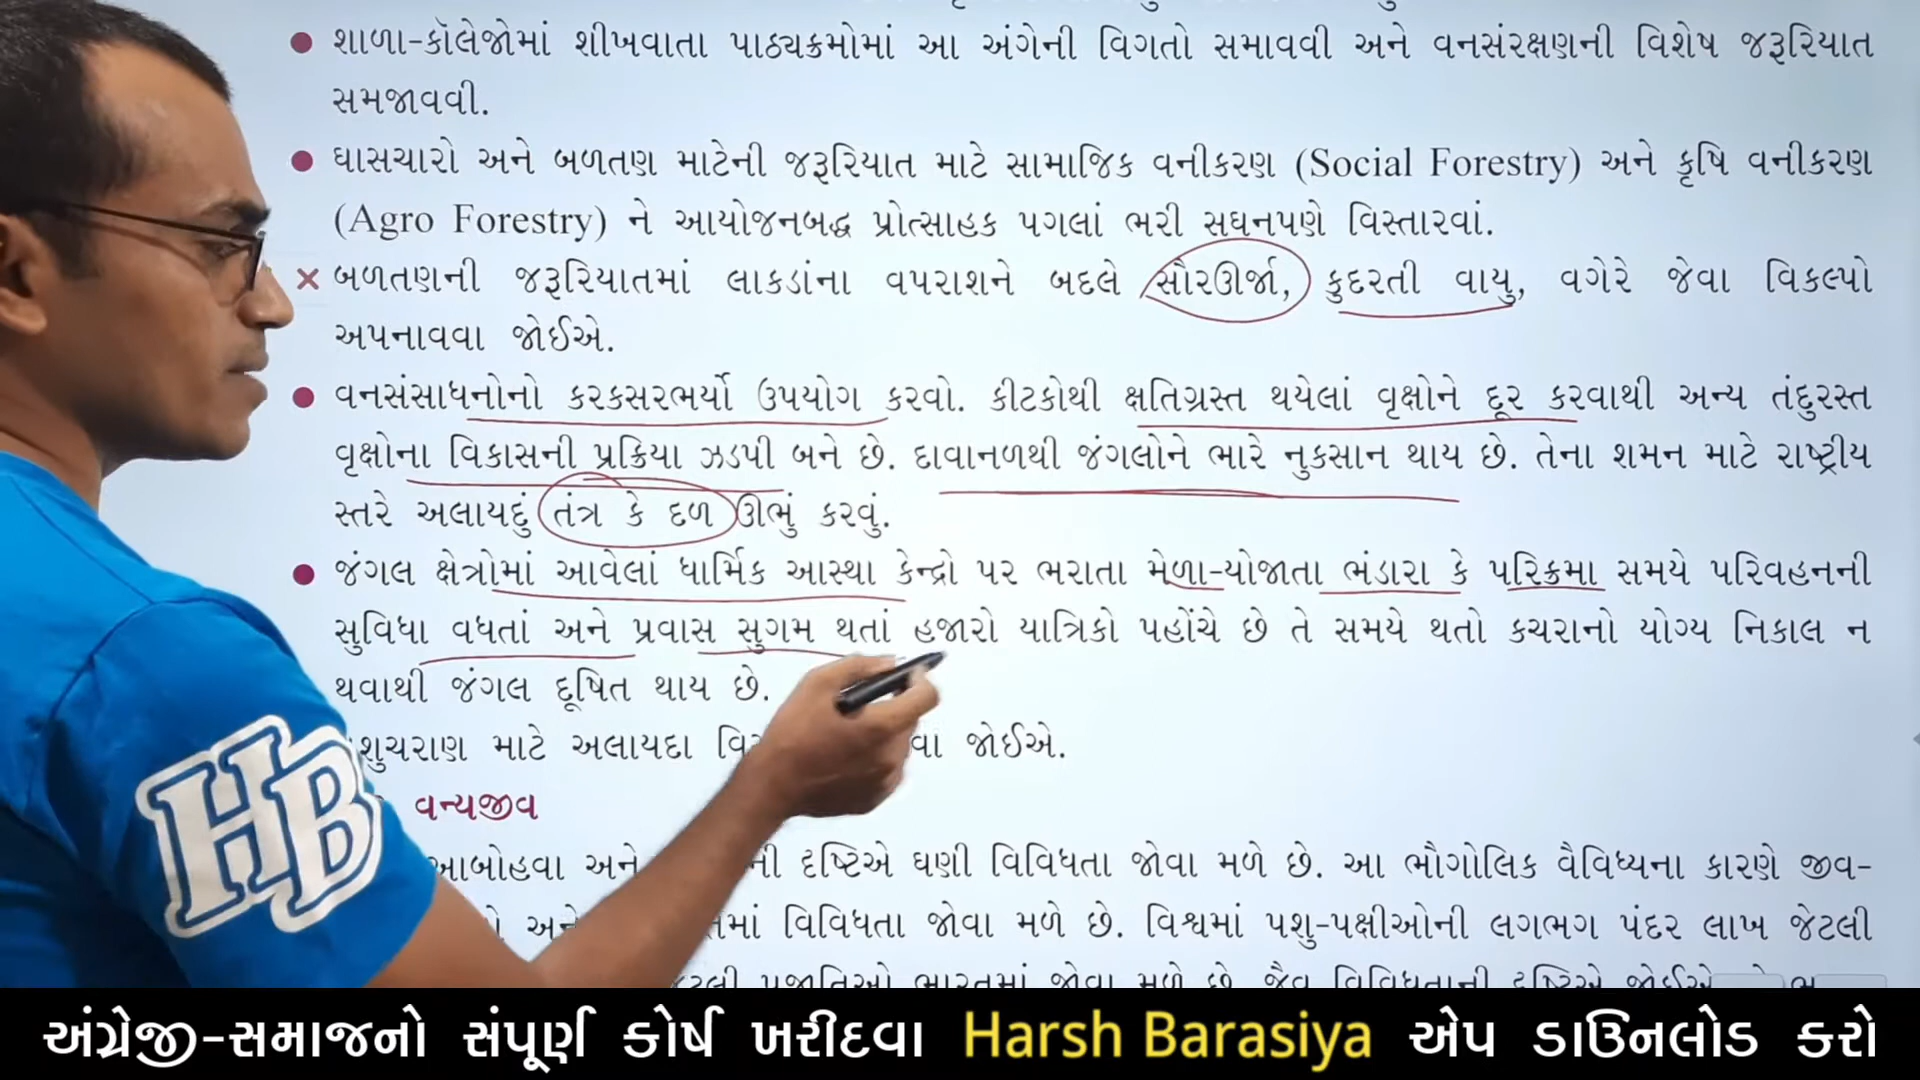 શાળા-કૉલેજોમાં શીખવાતા પાઠ્યક્રમોમાં આ અંગેની વિગતો સમાવવી અને વનસંરક્ષણની વિશેષ જરૂરિયાત
સમજાવવી.
ઘાસચારો અને બળતણ માટેની જરૂરિયાત માટે સામાજિક વનીકરણ (Social Forestry) અને કૃષિ વનીકરણ
(Agro Forestry) ને આયોજનબદ્ધ પ્રોત્સાહક પગલાં ભરી સઘનપણે વિસ્તારવાં.
બળતણની જરૂરિયાતમાં લાકડાંના વપરાશને બદલે સૌરઊર્જા, કુદરતી વાયુ, વગેરે જેવા વિકલ્પો
અપનાવવા જોઈએ.
વનસંસાધનોનો કરકસરભર્યો ઉપયોગ કરવો. કીટકોથી ક્ષતિગ્રસ્ત થયેલાં વૃક્ષોને દૂર કરવાથી અન્ય તંદુરસ્ત
વૃક્ષોના વિકાસની પ્રક્રિયા ઝડપી બને છે. દાવાનળથી જંગલોને ભારે નુકસાન થાય છે. તેના શમન માટે રાષ્ટ્રીય
સ્તરે અલાયદું તંત્ર કે દળ ઊભું કરવું.
જંગલ ક્ષેત્રોમાં આવેલાં ધાર્મિક આસ્થા કેન્દ્રો પર ભરાતા મેળા-યોજાતા ભંડારા કે પરિક્રમા સમયે પરિવહનની
સુવિધા વધતાં અને પ્રવાસ સુગમ થતાં હજારો યાત્રિકો પહોંચે છે તે સમયે થતો કચરાનો યોગ્ય નિકાલ ન
થવાથી જંગલ દૂષિત થાય છે.
માટે અલાયદા જોઈએ.
વન્યજીવ
આબોહવા અને દૃષ્ટિએ ઘણી વિવિધતા જોવા મળે છે. આ ભૌગોલિક વૈવિધ્યના કારણે જીવ-
વિવિધતા જોવા મળે છે. વિશ્વમાં પશુ-પક્ષીઓની લગભગ પંદર લાખ જેટલી
પ્રજાતિઓ ભારતમાં જોવા મળે છે. જૈવ વિવિધતાની દૃષ્ટિએ જોઈએ
HB
અંગ્રેજી-સમાજનો સંપૂર્ણ કોર્ષ ખરીદવા Harsh Barasiya એપ ડાઉનલોડ કરો